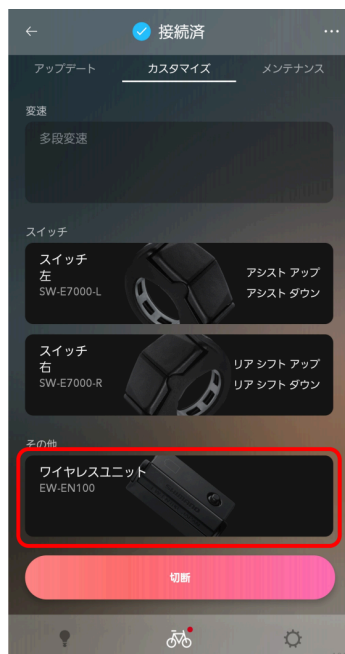 接続済
アップデート
カスタマイズ
メンテナンス
変速
多段変速
スイッチ
スイッチ
左
SW-E7000-L
アシスト アップ
アシスト ダウン
スイッチ
右
SW-E7000-R
リア シフト アップ
リア シフト ダウン
その他
ワイヤレスユニット
EW-EN100
切断